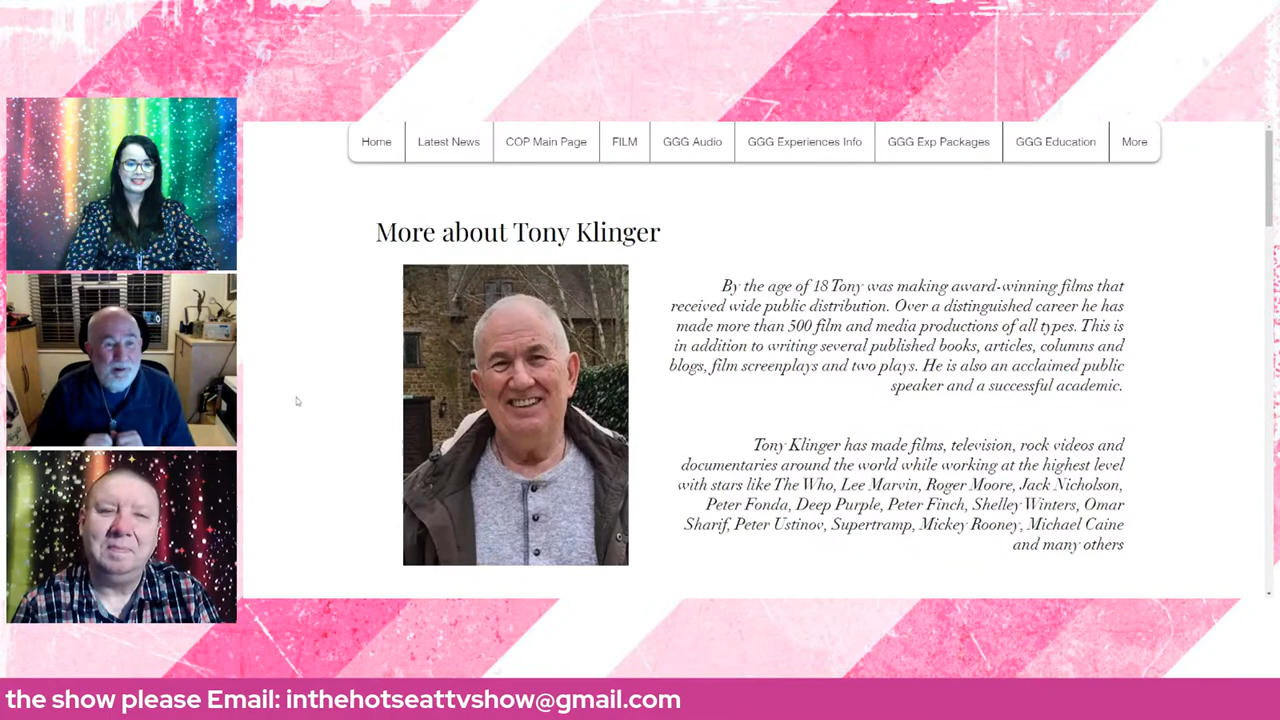 Home Latest News COP Main Page FILM GGG Audio GGG Experiences Info GGG Exp Packages GGG Education More
More about Tony Klinger
By the age of 18 Tony was making award-winning films that
received wide public distribution. Over a distinguished career he has
made more than 500 film and media productions of all types. This is
in addition to writing several published books, articles, columns and
blogs, film screenplays and two plays. He is also an acclaimed public
speaker and a successful academic.
Tony Klinger has made films, television, rock videos and
documentaries around the world while working at the highest level
with stars like The Who, Lee Marvin, Roger Moore, Jack Nicholson,
Peter Fonda, Deep Purple, Peter Finch, Shelley Winters, Omar
Sharif, Peter Ustinov, Supertramp, Mickey Rooney, Michael Caine
and many others
the show please Email: inthehotseattvshow@gmail.com